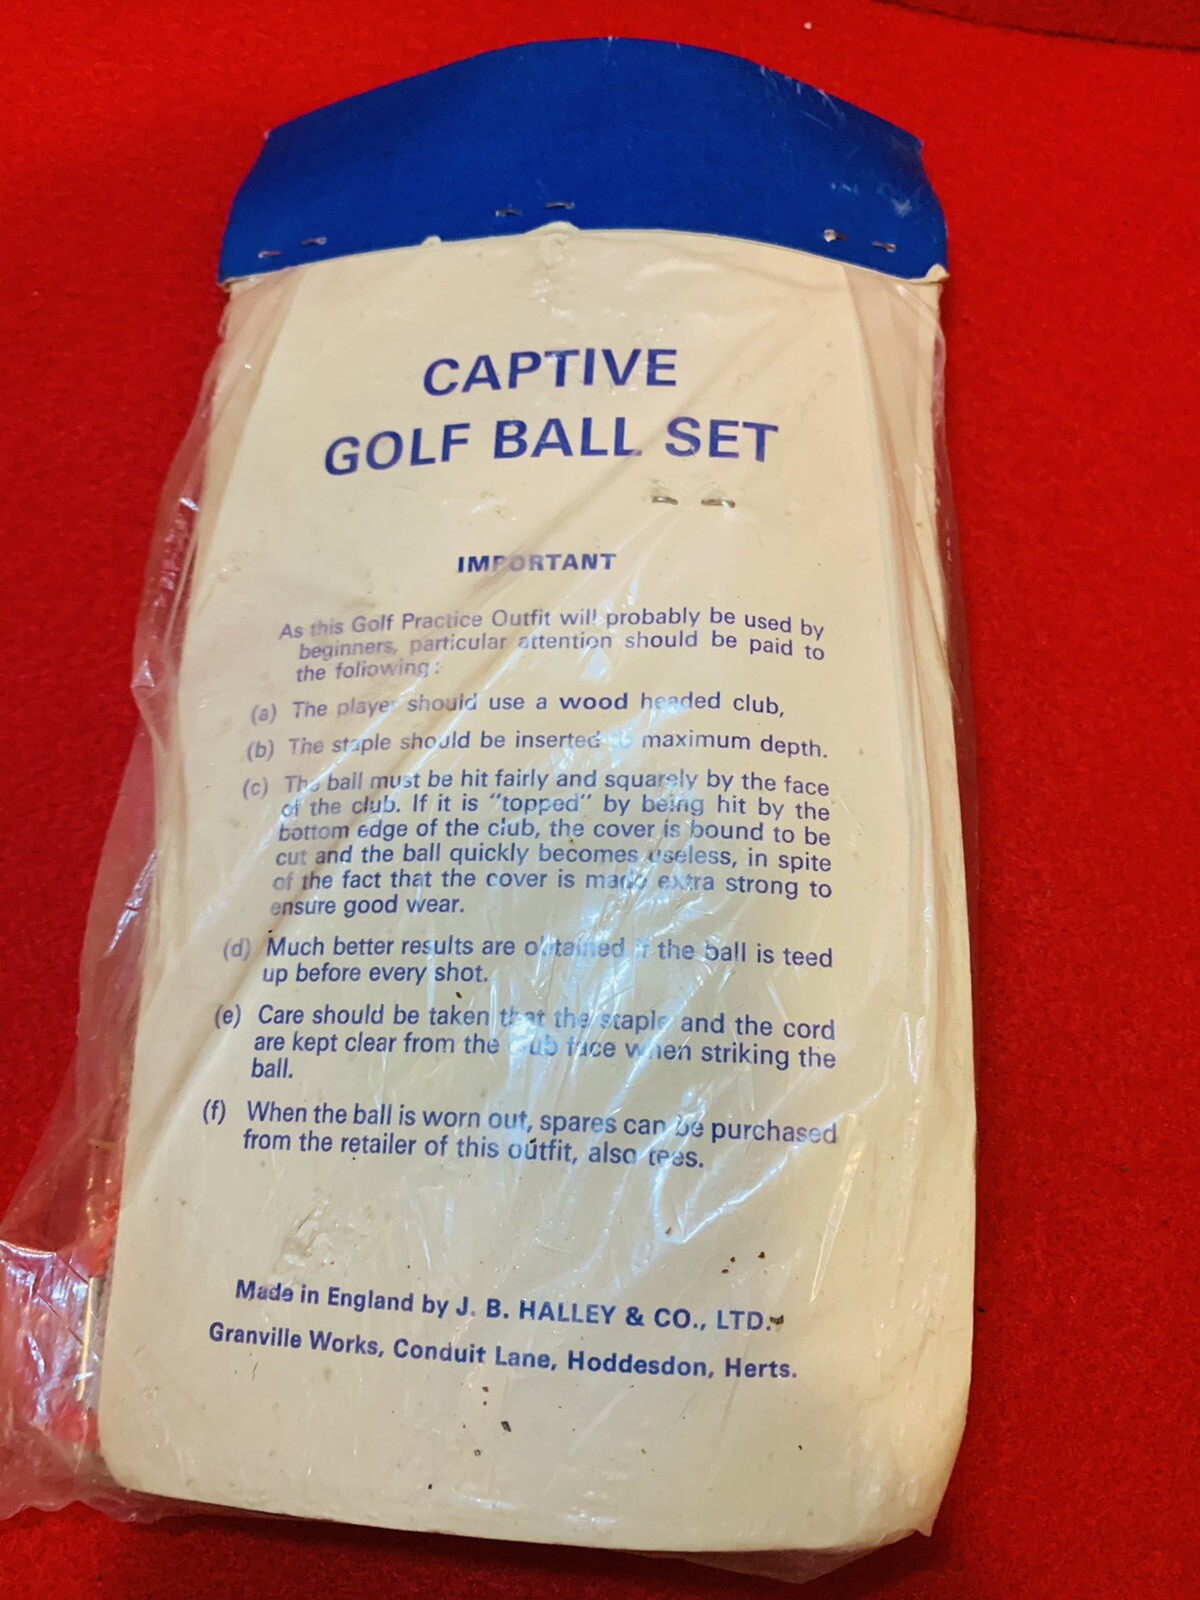 CAPTIVE
GOLF BALL SET
IMPORTANT
As this Golf Practice Outfit will probably be used by
beginners, particular attention should be paid to
the following :
(a) The player should use a wood headed club,
(b) The staple should be inserted to maximum depth.
(c) The ball must be hit fairly and squarely by the face
of the club. If it is "topped" by being hit by the
bottom edge of the club, the cover is bound to be
cut and the ball quickly becomes useless, in spite
of the fact that the cover is made extra strong to
ensure good wear.
(d) Much better results are obtained if the ball is teed
up before every shot.
(e) Care should be taken that the staple and the cord
are kept clear from the club face when striking the
ball.
(f) When the ball is worn out, spares can be purchased
from the retailer of this outfit, also tees.
Made in England by J. B. HALLEY & CO., LTD.
Granville Works, Conduit Lane, Hoddesdon, Herts.